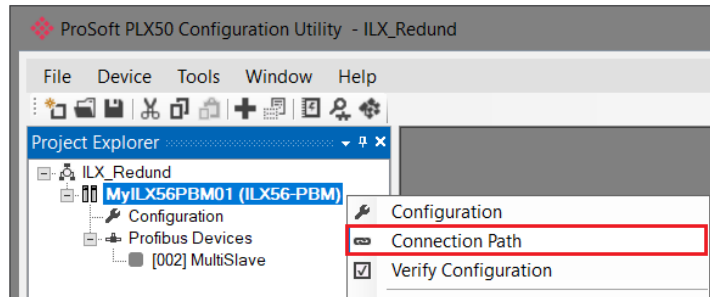 ProSoft PLX50 Configuration Utility - ILX_Redund
File Device Tools Window Help
Project Explorer
ILX_Redund
MyILX56PBM01 (ILX56-PBM)
Configuration
Profibus Devices
[002] MultiSlave
Configuration
Connection Path
Verify Configuration